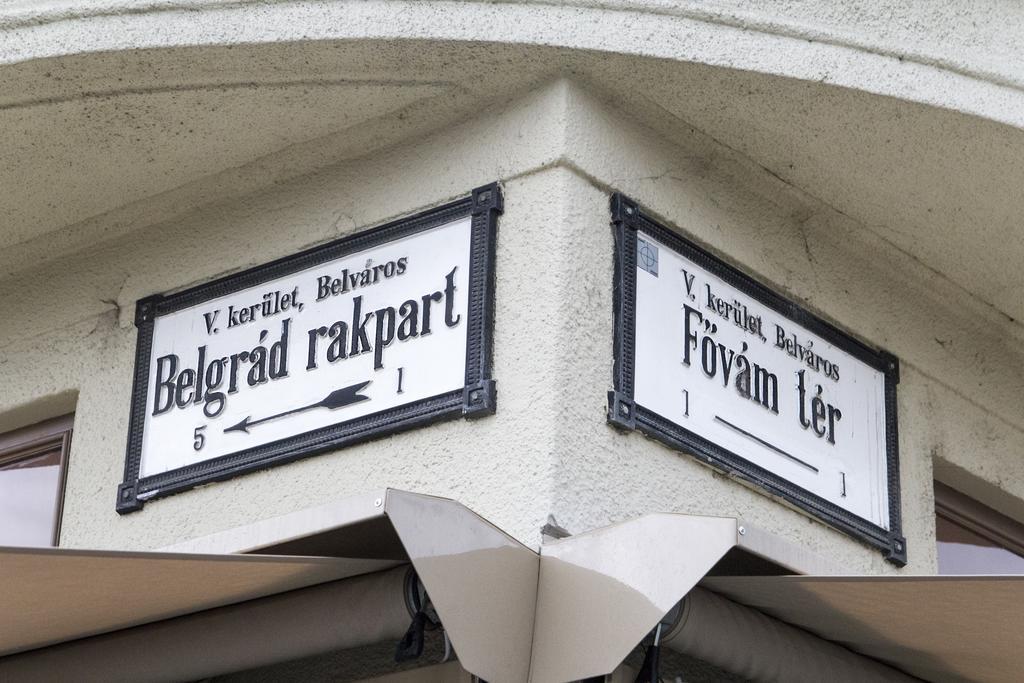 V. kerület, Belváros
Belgrád rakpart
5 1
V. kerület, Belváros
Fővám tér
1 1